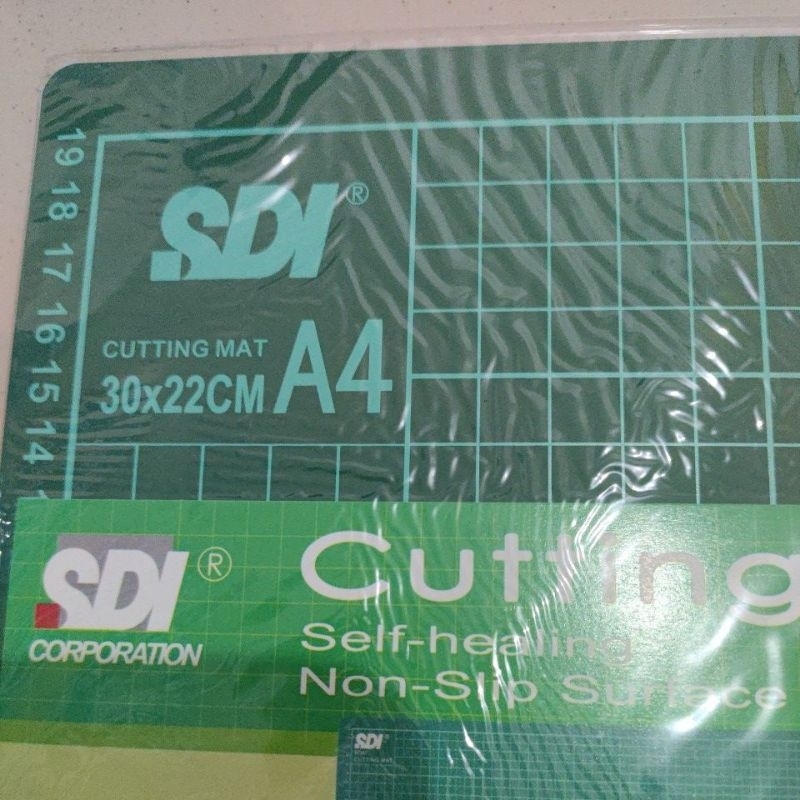 19
18
17
16
15
14
SDI®
CUTTING MAT
30x22CM A4
SDI®
CORPORATION
Cutting
Self-healing
Non-Slip Surface
SDI
CUTTING MAT